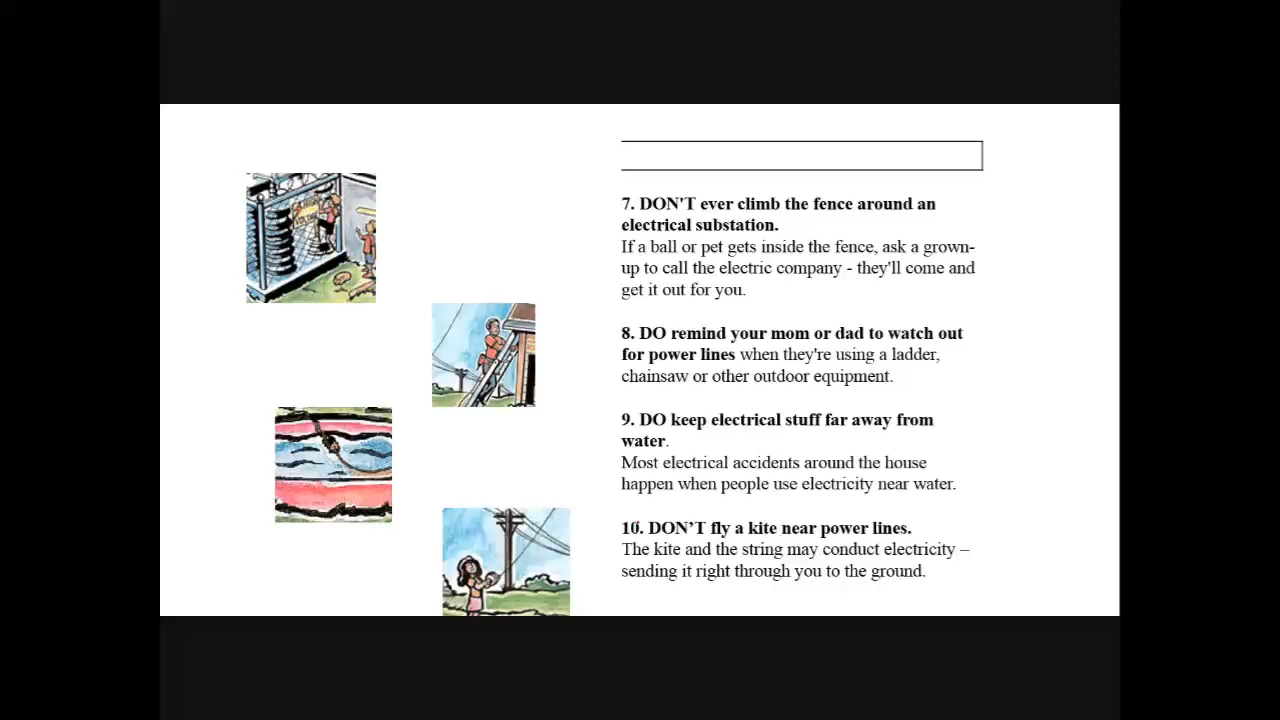 7. DON'T ever climb the fence around an
electrical substation.
If a ball or pet gets inside the fence, ask a grown-
up to call the electric company - they'll come and
get it out for you.
8. DO remind your mom or dad to watch out
for power lines when they're using a ladder,
chainsaw or other outdoor equipment.
9. DO keep electrical stuff far away from
water.
Most electrical accidents around the house
happen when people use electricity near water.
10. DON’T fly a kite near power lines.
The kite and the string may conduct electricity –
sending it right through you to the ground.